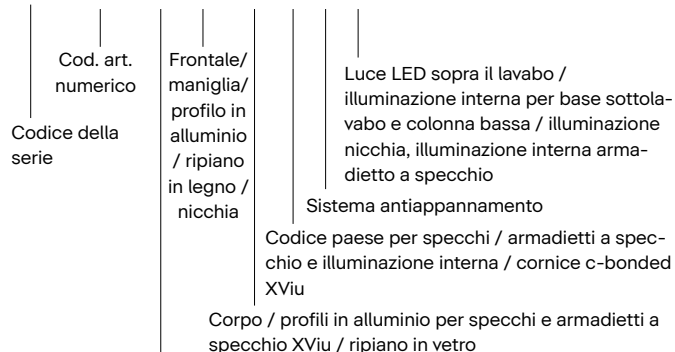 Cod. art.
numerico
Codice della
serie
Frontale/
maniglia/
profilo in
alluminio
/ ripiano
in legno /
nicchia
Luce LED sopra il lavabo /
illuminazione interna per base sottola-
vabo e colonna bassa / illuminazione
nicchia, illuminazione interna arma-
dietto a specchio
Sistema antiappannamento
Codice paese per specchi / armadietti a spec-
chio e illuminazione interna / cornice c-bonded
XViu
Corpo / profili in alluminio per specchi e armadietti a
specchio XViu / ripiano in vetro